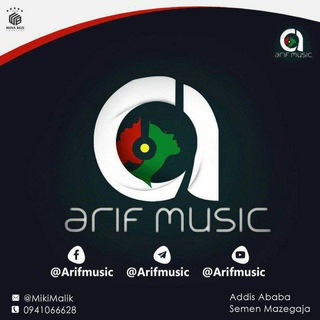 ARIF MUSIC
ARIF MUSIC
@Arifmusic @Arifmusic @Arifmusic
@MikiMalik
0941066628
Addis Ababa
Semen Mazegaja